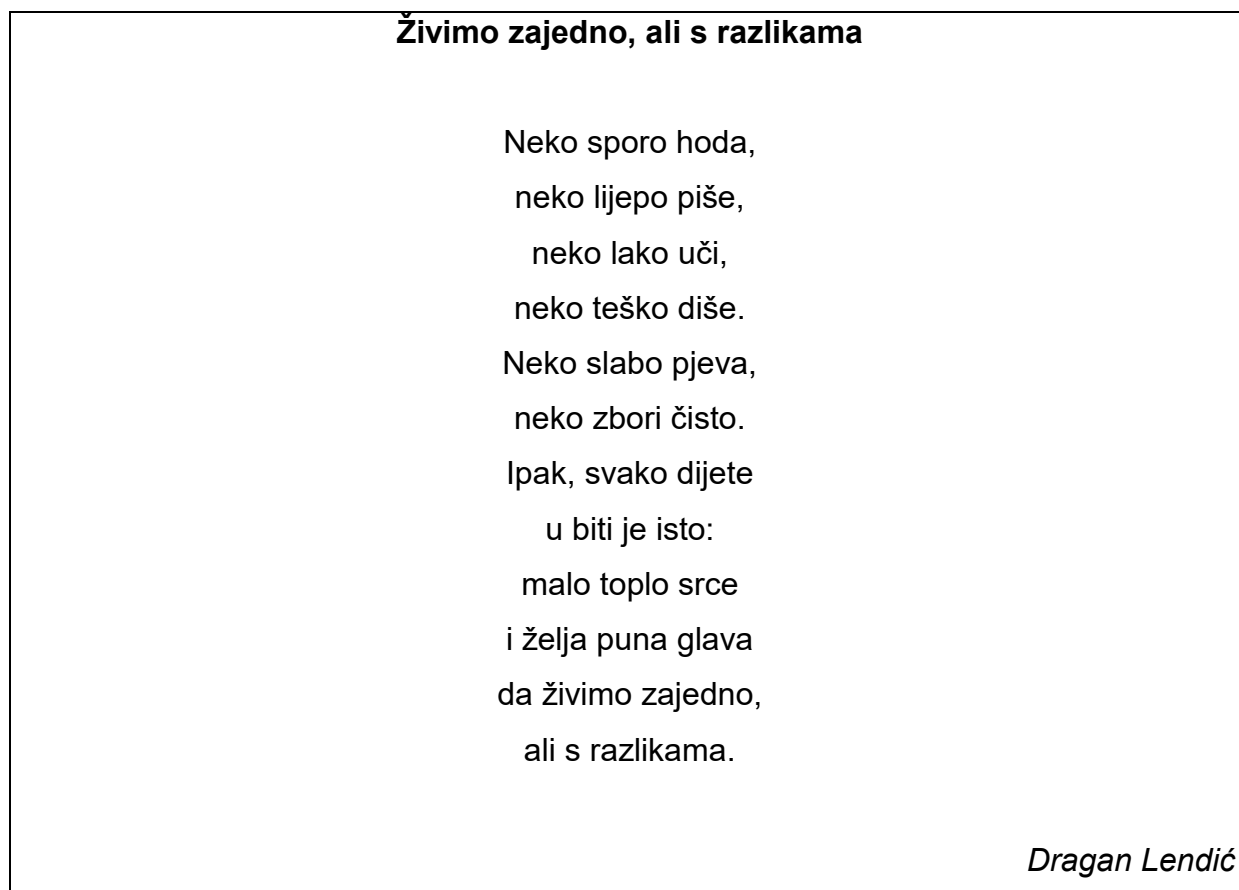 Živimo zajedno, ali s razlikama
Neko sporo hoda,
neko lijepo piše,
neko lako uči,
neko teško diše.
Neko slabo pjeva,
neko zbori čisto.
Ipak, svako dijete
u biti je isto:
malo toplo srce
i želja puna glava
da živimo zajedno,
ali s razlikama.
Dragan Lendić